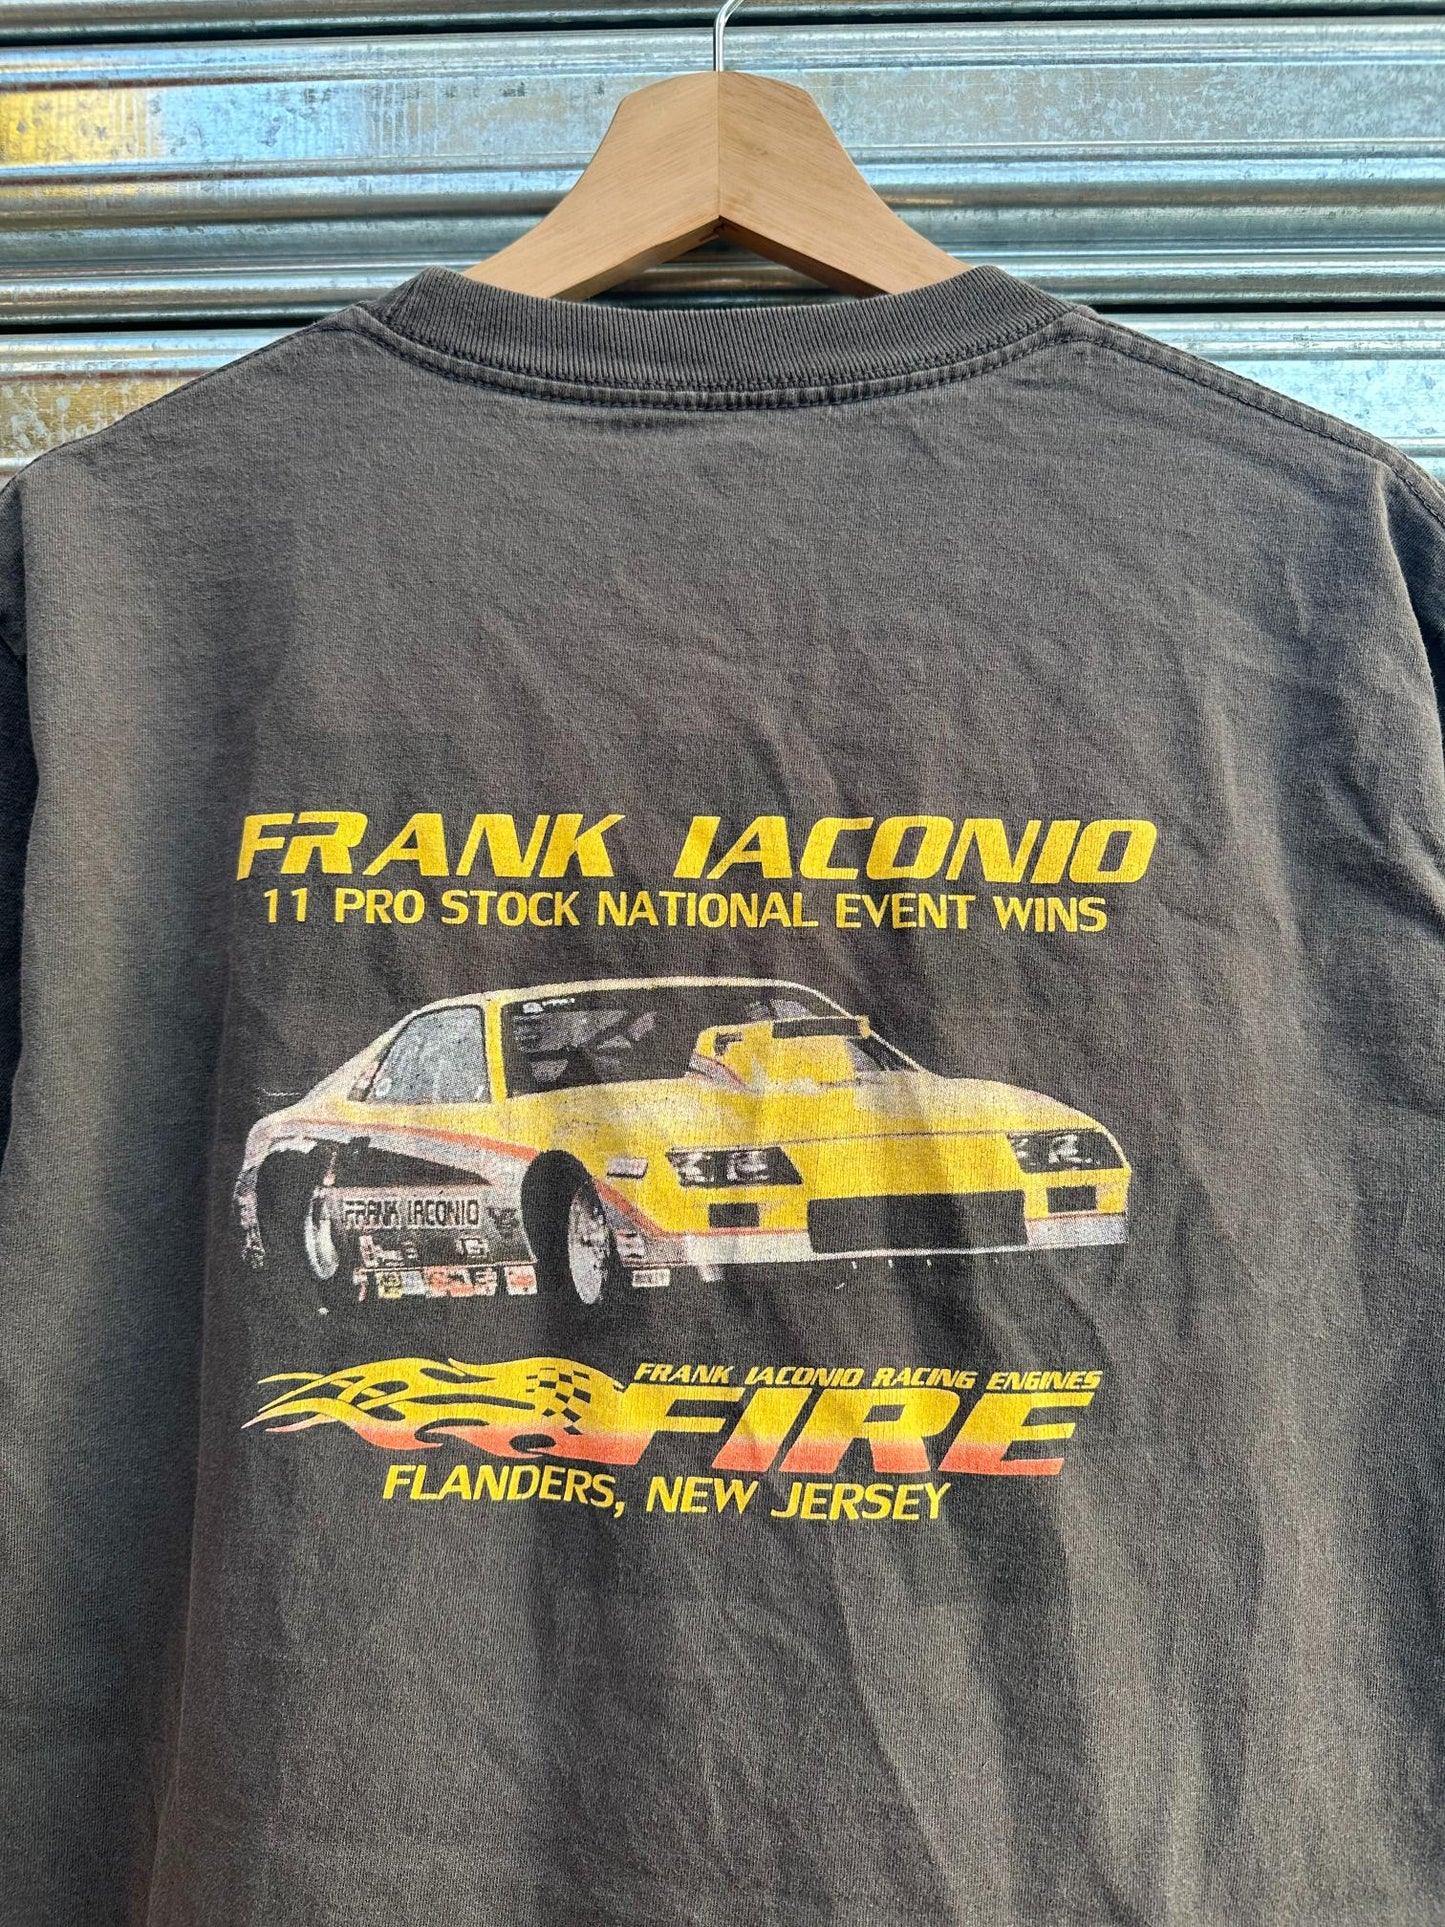 FRANK IACONIO
11 PRO STOCK NATIONAL EVENT WINS
FRANK IACONIO
FRANK IACONIO RACING ENGINES
FIRE
FLANDERS, NEW JERSEY